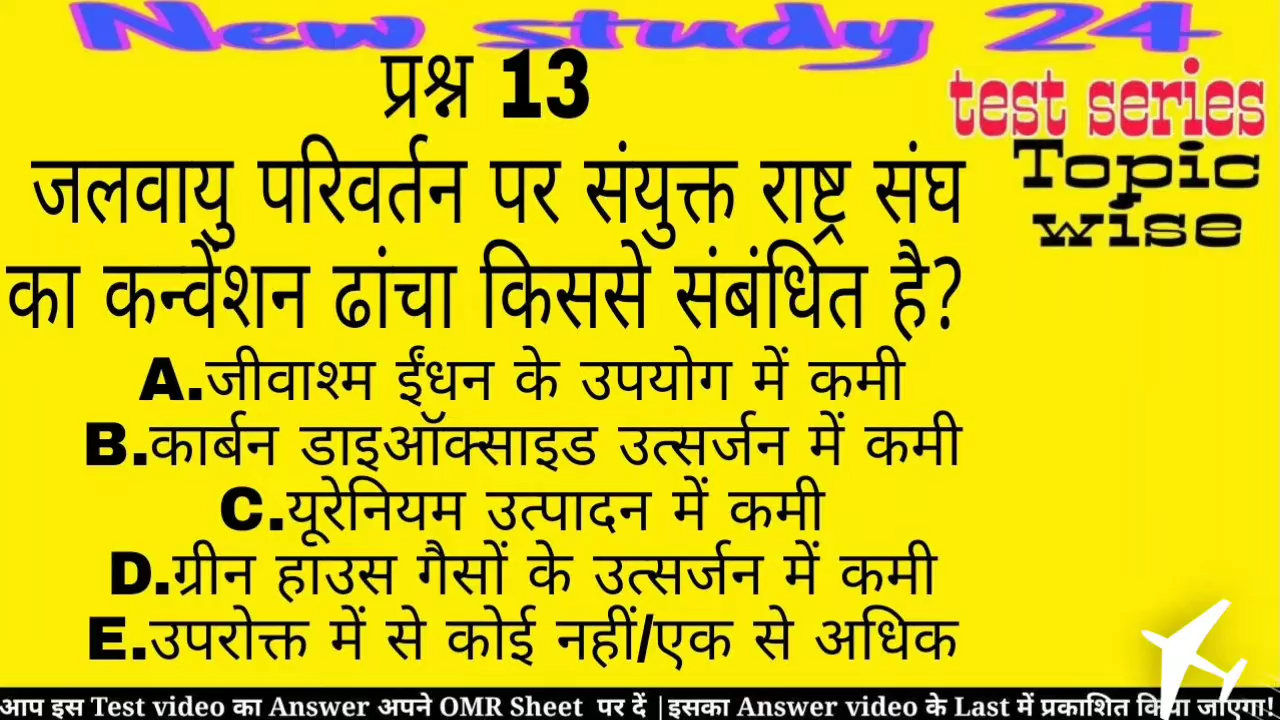 New study 24
test series
Topic
wise
प्रश्न 13
जलवायु परिवर्तन पर संयुक्त राष्ट्र संघ
का कन्वेंशन ढांचा किससे संबंधित है?
A.जीवाश्म ईंधन के उपयोग में कमी
B.कार्बन डाइऑक्साइड उत्सर्जन में कमी
C.यूरेनियम उत्पादन में कमी
D.ग्रीन हाउस गैसों के उत्सर्जन में कमी
E.उपरोक्त में से कोई नहीं/एक से अधिक
आप इस Test video का Answer अपने OMR Sheet पर दें |इसका Answer video के Last में प्रकाशित किया जाएगा!